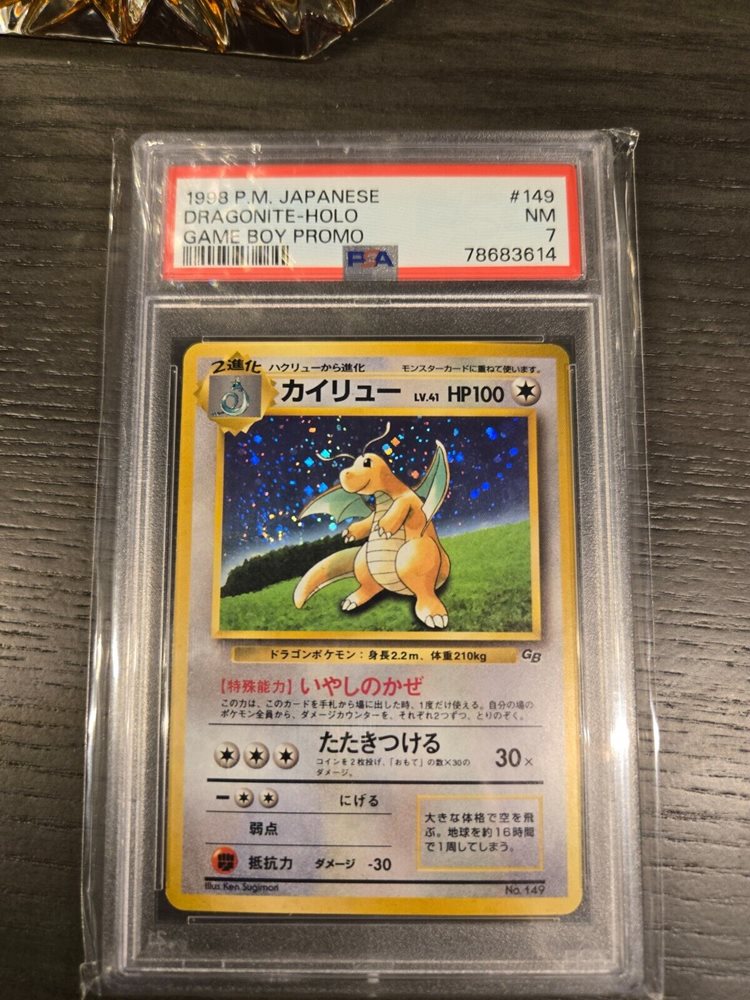 1998 P.M. JAPANESE #149
DRAGONITE-HOLO NM
GAME BOY PROMO 7
PSA 78683614
2進化 ハクリューから進化 モンスターカードに重ねて使います。
カイリュー LV.41 HP100
ドラゴンポケモン:身長2.2m、体重210kg GB
【特殊能力】いやしのかぜ
この力は、このカードを手札から場に出した時、1度だけ使える。自分の場の
ポケモン全員から、ダメージカウンターを、それぞれ2つずつ、とりのぞく。
たたきつける 30×
コインを2枚投げ、「おもて」の数×30の
ダメージ。
ー にげる
弱点
抵抗力 ダメージ -30
大きな体格で空を飛
ぶ。地球を約16時間
で1周してしまう。
Illus. Ken Sugimori No. 149